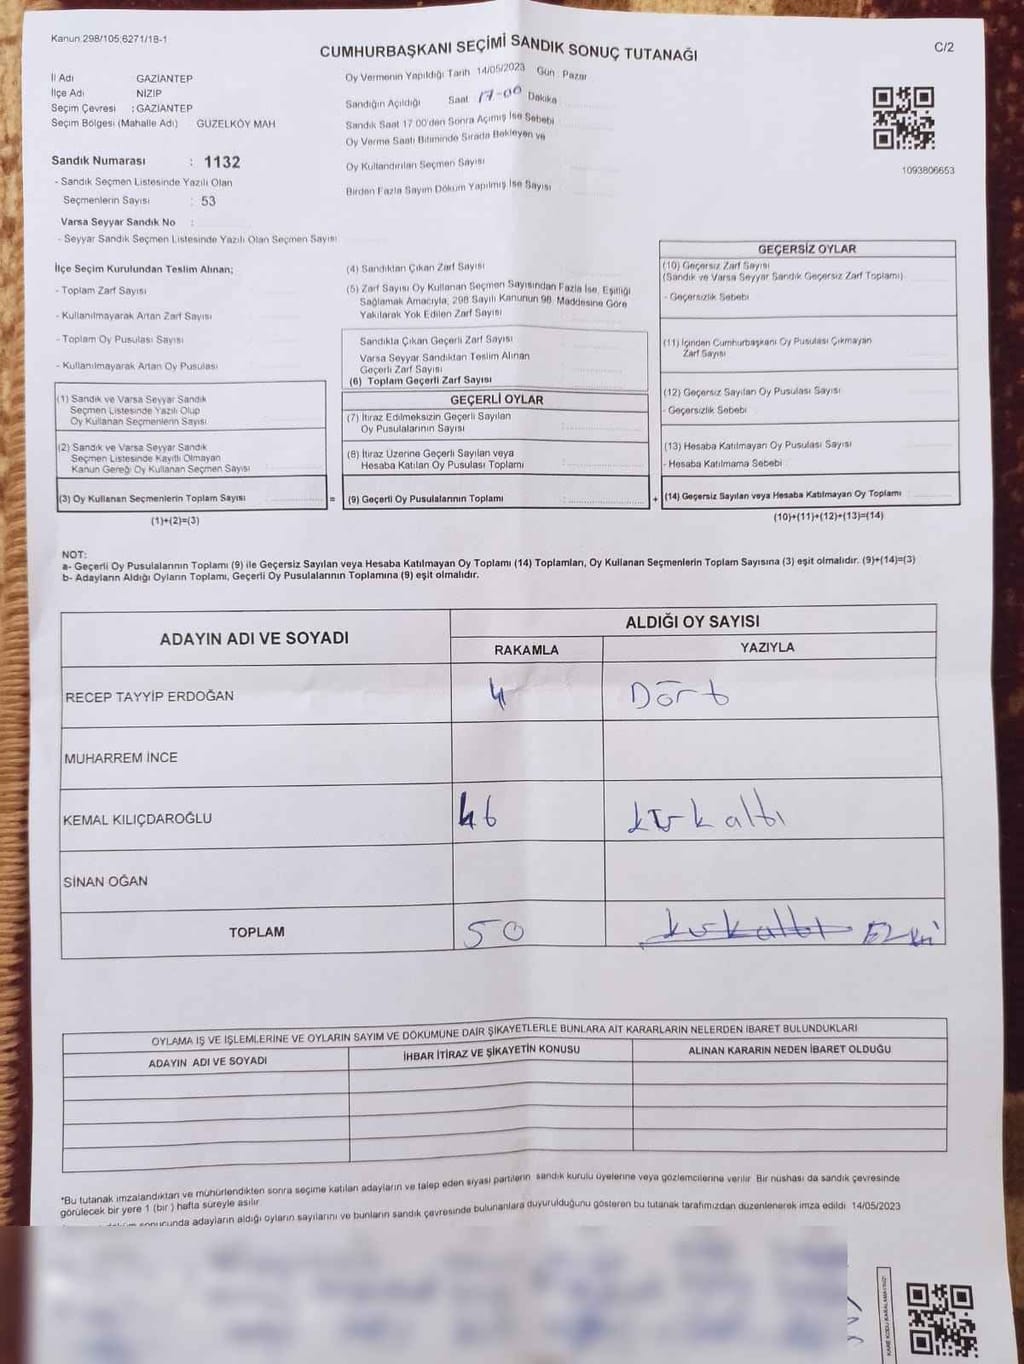 Kanun 298/105,6271/18-1
CUMHURBAŞKANI SEÇİMİ SANDIK SONUÇ TUTANAĞI
C/2
İl Adı GAZİANTEP
İlçe Adı NİZİP
Seçim Çevresi : GAZİANTEP
Seçim Bölgesi (Mahalle Adı) GÜZELKÖY MAH
Sandık Numarası : 1132
- Sandık Seçmen Listesinde Yazılı Olan
Seçmenlerin Sayısı : 53
Varsa Seyyar Sandık No :
- Seyyar Sandık Seçmen Listesinde Yazılı Olan Seçmen Sayısı
Oy Vermenin Yapıldığı Tarih 14/05/2023 Gün Pazar
Sandığın Açıldığı Saat 17-00 Dakika
Sandık Saat 17.00'den Sonra Açımış İse Sebebi
Oy Verme Saati Bitiminde Sırada Bekleyen ve
Oy Kullandırılan Seçmen Sayısı
Birden Fazla Sayım Döküm Yapılmış İse Sayısı
1093806653
İlçe Seçim Kurulundan Teslim Alınan;
- Toplam Zarf Sayısı
- Kullanılmayarak Artan Zarf Sayısı
- Toplam Oy Pusulası Sayısı
- Kullanılmayarak Artan Oy Pusulası
(1) Sandık ve Varsa Seyyar Sandık
Seçmen Listesinde Yazılı Olup
Oy Kullanan Seçmenlerin Sayısı
(2) Sandık ve Varsa Seyyar Sandık
Seçmen Listesinde Kayıtlı Olmayan
Kanun Gereği Oy Kullanan Seçmen Sayısı
(3) Oy Kullanan Seçmenlerin Toplam Sayısı =
(1)+(2)=(3)
(4) Sandıktan Çıkan Zarf Sayısı
(5) Zarf Sayısı Oy Kullanan Seçmen Sayısından Fazla İse, Eşitliği
Sağlamak Amacıyla, 298 Sayılı Kanunun 98. Maddesine Göre
Yakılarak Yok Edilen Zarf Sayısı
Sandıkta Çıkan Geçerli Zarf Sayısı
Varsa Seyyar Sandıktan Teslim Alınan
Geçerli Zarf Sayısı
(6) Toplam Geçerli Zarf Sayısı
GEÇERLİ OYLAR
(7) İtiraz Edilmeksizin Geçerli Sayılan
Oy Pusulalarının Sayısı
(8) İtiraz Üzerine Geçerli Sayılan veya
Hesaba Katılan Oy Pusulası Toplamı
(9) Geçerli Oy Pusulalarının Toplamı +
GEÇERSİZ OYLAR
(10) Geçersiz Zarf Sayısı
(Sandık ve Varsa Seyyar Sandık Geçersiz Zarf Toplamı)
- Geçersizlik Sebebi
(11) İçinden Cumhurbaşkanı Oy Pusulası Çıkmayan
Zarf Sayısı
(12) Geçersiz Sayılan Oy Pusulası Sayısı
- Geçersizlik Sebebi
(13) Hesaba Katılmayan Oy Pusulası Sayısı
- Hesaba Katılmama Sebebi
(14) Geçersiz Sayılan veya Hesaba Katılmayan Oy Toplamı
(10)+(11)+(12)+(13)=(14)
NOT:
a- Geçerli Oy Pusulalarının Toplamı (9) ile Geçersiz Sayılan veya Hesaba Katılmayan Oy Toplamı (14) Toplamları, Oy Kullanan Seçmenlerin Toplam Sayısına (3) eşit olmalıdır. (9)+(14)=(3)
b- Adayların Aldığı Oyların Toplamı, Geçerli Oy Pusulalarının Toplamına (9) eşit olmalıdır.
ADAYIN ADI VE SOYADI ALDIĞI OY SAYISI
RAKAMLA YAZIYLA
RECEP TAYYİP ERDOĞAN 4 Dört
MUHARREM İNCE
KEMAL KILIÇDAROĞLU 46 kırkaltı
SİNAN OĞAN
TOPLAM 50 kırkaltı
OYLAMA İŞ VE İŞLEMLERİNE VE OYLARIN SAYIM VE DÖKÜMÜNE DAİR ŞİKAYETLERLE BUNLARA AİT KARARLARIN NELERDEN İBARET BULUNDUKLARI
ADAYIN ADI VE SOYADI İHBAR İTİRAZ VE ŞİKAYETİN KONUSU ALINAN KARARIN NEDEN İBARET OLDUĞU
*Bu tutanak imzalandıktan ve mühürlendikten sonra seçime katılan adayların ve talep eden siyasi partilerin sandık kurulu üyelerine veya gözlemcilerine verilir. Bir nüshası da sandık çevresinde
görülecek bir yere 1 (bir) hafta süreyle asılır.
sonucunda adayların aldığı oyların sayılarını ve bunların sandık çevresinde bulunanlara duyurulduğunu gösteren bu tutanak tarafımızdan düzenlenerek imza edildi 14/05/2023
KARE KODU KARALAMAYINIZ!